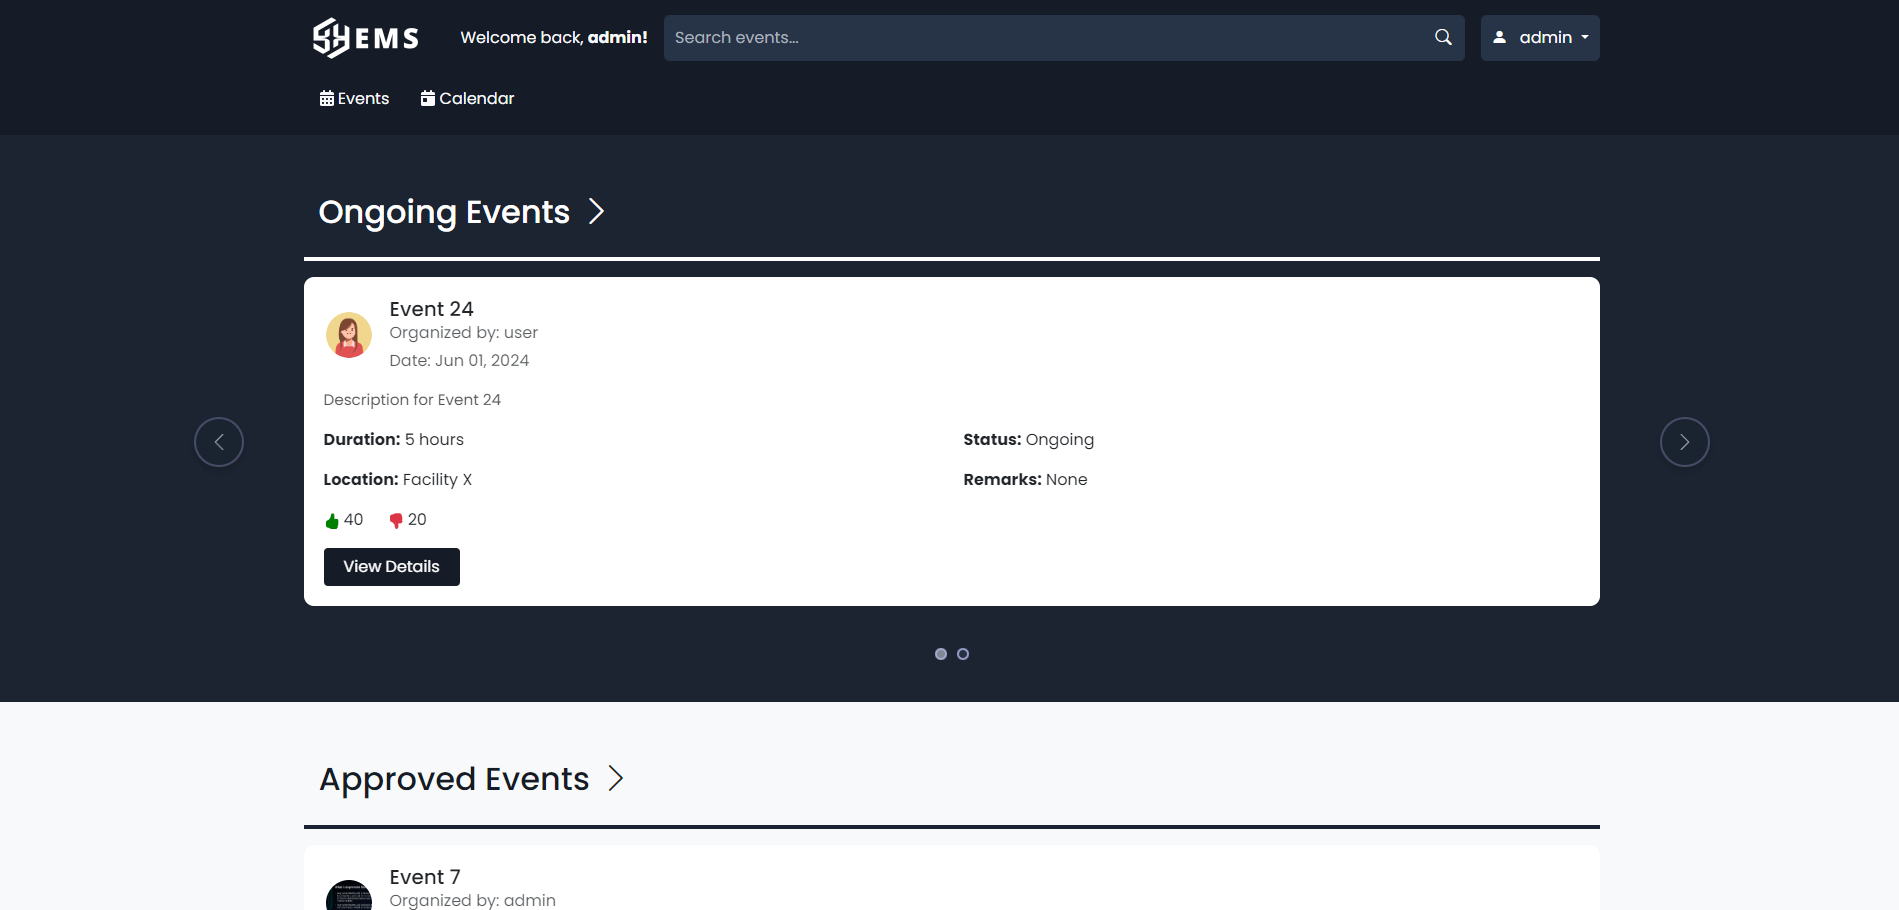 SHEMS
Welcome back, admin!
Search events...
admin
Events
Calendar
Ongoing Events
Event 24
Organized by: user
Date: Jun 01, 2024
Description for Event 24
Duration: 5 hours
Status: Ongoing
Location: Facility X
Remarks: None
40
20
View Details
Approved Events
Event 7
Organized by: admin